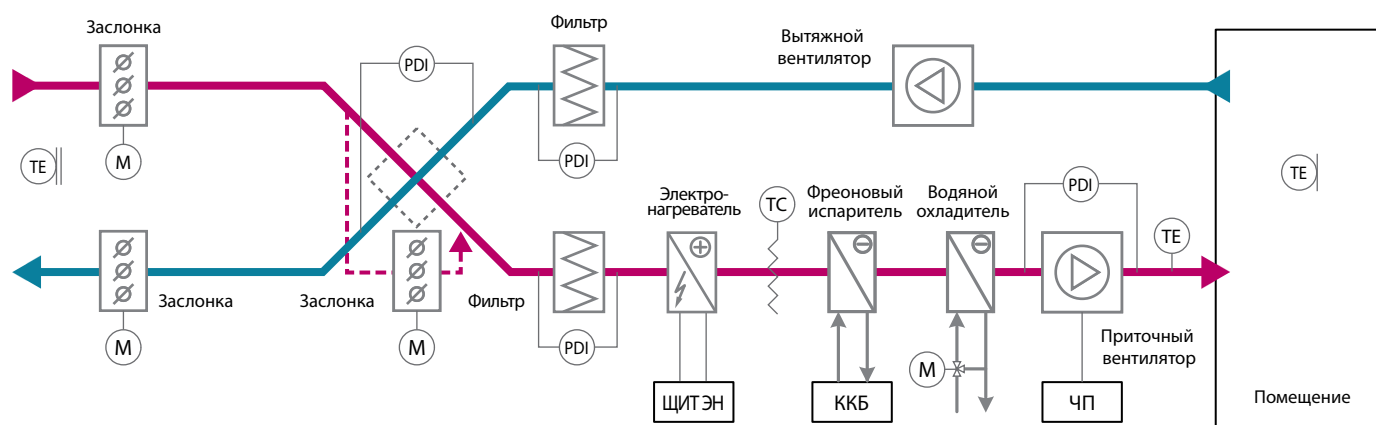 Заслонка
Фильтр
Вытяжной
вентилятор
PDI
M
TE
PDI
TE
Электро-
нагреватель
TC
Фреоновый
испаритель
Водяной
охладитель
PDI
TE
Заслонка
Заслонка
Фильтр
M
M
PDI
M
Приточный
вентилятор
ЩИТ ЭН
ККБ
ЧП
Помещение